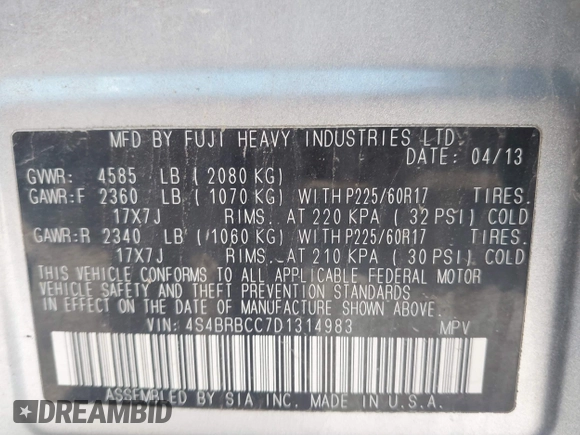 MFD BY FUJI HEAVY INDUSTRIES LTD.
DATE: 04/13
GVWR: 4585 LB ( 2080 KG)
GAWR:F 2360 LB ( 1070 KG) WITH P225/60R17 TIRES.
17X7J RIMS. AT 220 KPA ( 32 PSI) COLD
GAWR:R 2340 LB ( 1060 KG) WITH P225/60R17 TIRES.
17X7J RIMS. AT 210 KPA ( 30 PSI) COLD
THIS VEHICLE CONFORMS TO ALL APPLICABLE FEDERAL MOTOR
VEHICLE SAFETY AND THEFT PREVENTION STANDARDS
IN EFFECT ON THE DATE OF MANUFACTURE SHOWN ABOVE.
VIN: 4S4BRBCC7D1314983 MPV
ASSEMBLED BY SIA INC. MADE IN U.S.A.
DREAMBID